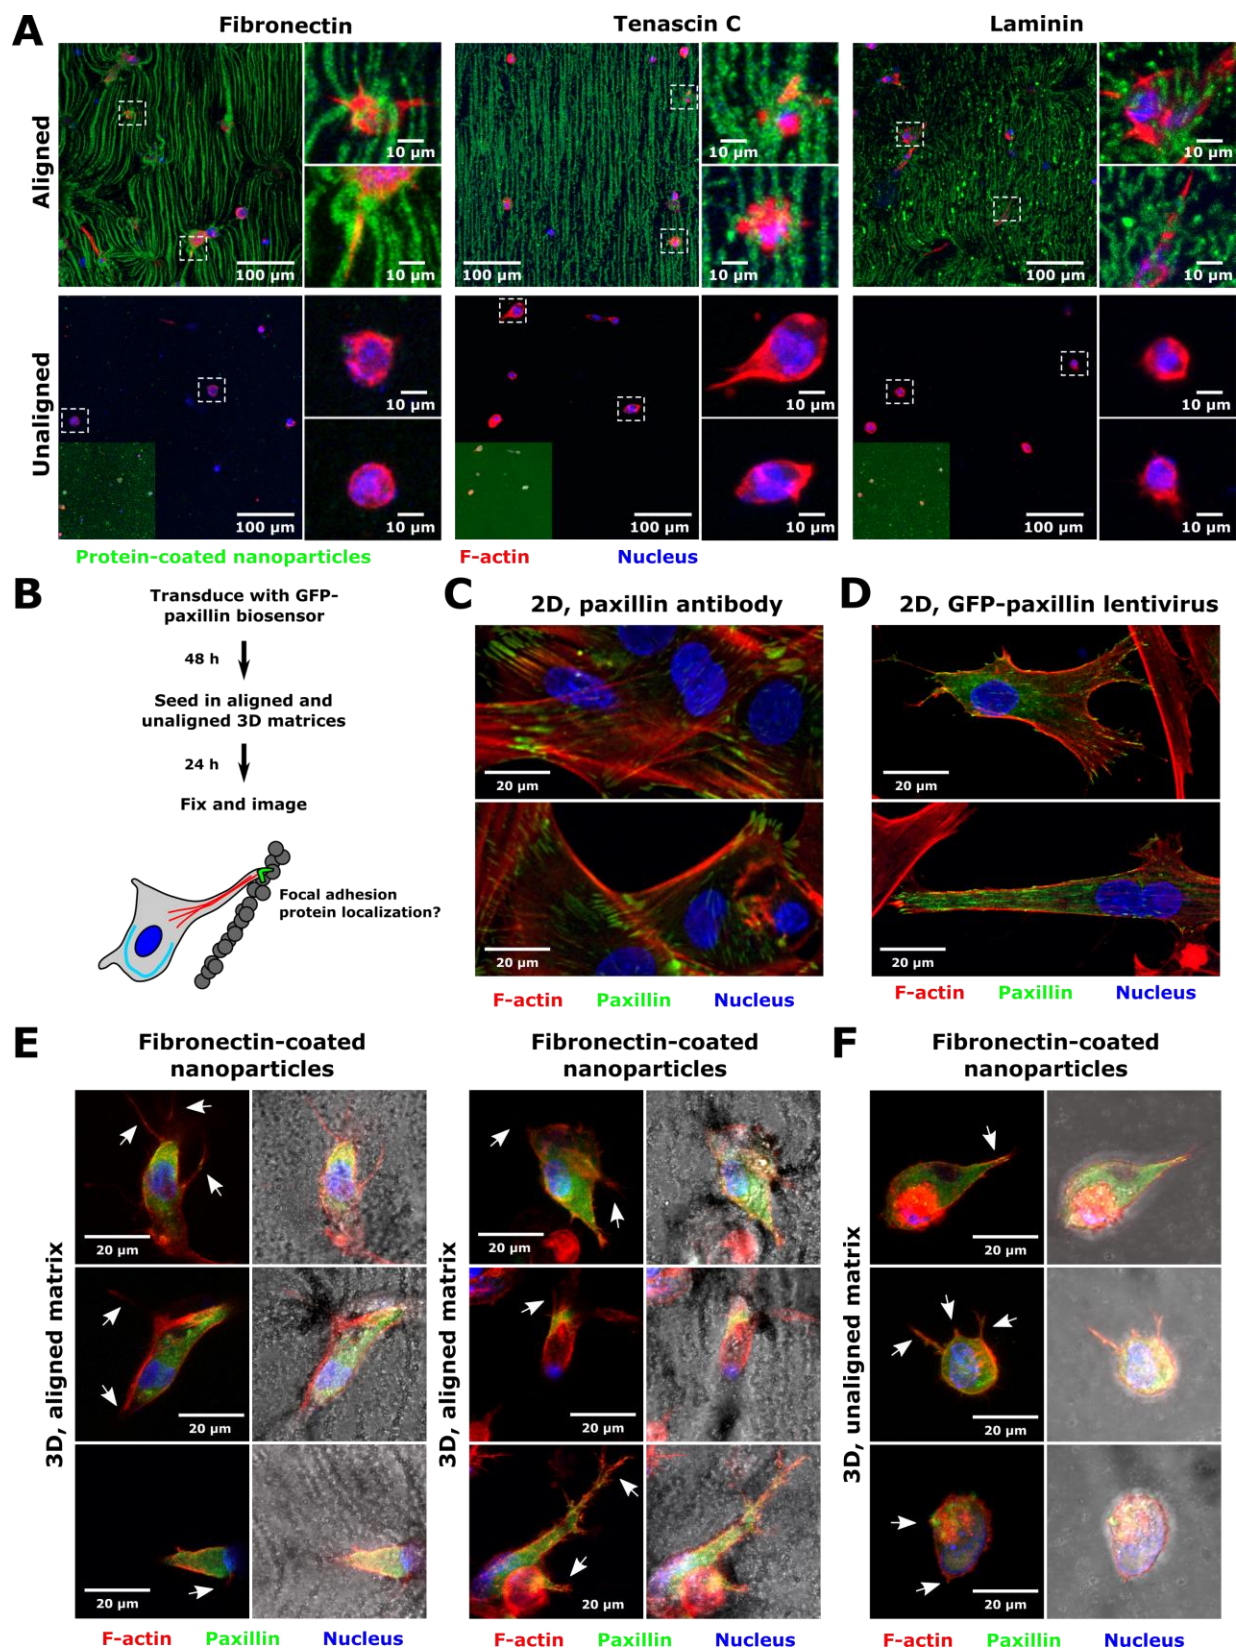 A
Fibronectin
Tenascin C
Laminin
Aligned
100 µm
10 µm
10 µm
100 µm
10 µm
10 µm
100 µm
10 µm
10 µm
Unaligned
100 µm
10 µm
10 µm
100 µm
10 µm
10 µm
100 µm
10 µm
10 µm
Protein-coated nanoparticles
F-actin
Nucleus
B
Transduce with GFP-
paxillin biosensor
48 h
Seed in aligned and
unaligned 3D matrices
24 h
Fix and image
Focal adhesion
protein localization?
C
2D, paxillin antibody
20 µm
20 µm
F-actin
Paxillin
Nucleus
D
2D, GFP-paxillin lentivirus
20 µm
20 µm
F-actin
Paxillin
Nucleus
E
Fibronectin-coated
nanoparticles
3D, aligned matrix
20 µm
20 µm
20 µm
F-actin
Paxillin
Nucleus
Fibronectin-coated
nanoparticles
3D, aligned matrix
20 µm
20 µm
20 µm
F-actin
Paxillin
Nucleus
F
Fibronectin-coated
nanoparticles
3D, unaligned matrix
20 µm
20 µm
20 µm
F-actin
Paxillin
Nucleus